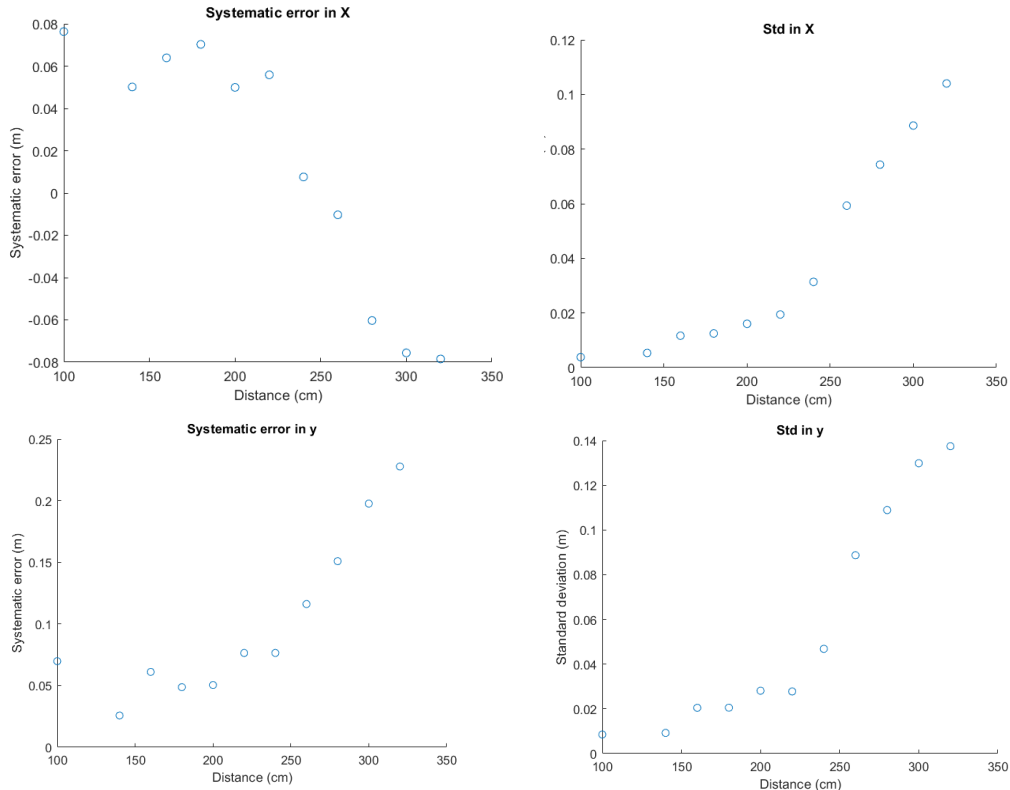 Systematic error in X
0.08
0.06
0.04
0.02
0
-0.02
-0.04
-0.06
-0.08
Systematic error (m)
100 150 200 250 300 350
Distance (cm)
Std in X
0.12
0.1
0.08
0.06
0.04
0.02
0
100 150 200 250 300 350
Distance (cm)
Systematic error in y
0.25
0.2
0.15
0.1
0.05
0
Systematic error (m)
100 150 200 250 300 350
Distance (cm)
Std in y
0.14
0.12
0.1
0.08
0.06
0.04
0.02
0
Standard deviation (m)
100 150 200 250 300 350
Distance (cm)